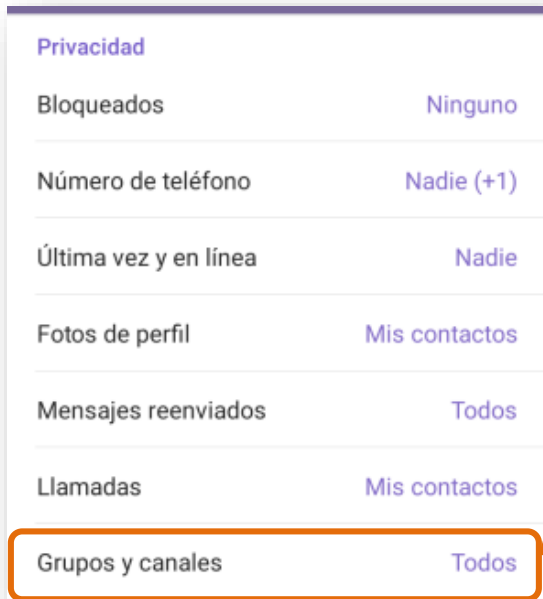 Privacidad
Bloqueados Ninguno
Número de teléfono Nadie (+1)
Última vez y en línea Nadie
Fotos de perfil Mis contactos
Mensajes reenviados Todos
Llamadas Mis contactos
Grupos y canales Todos